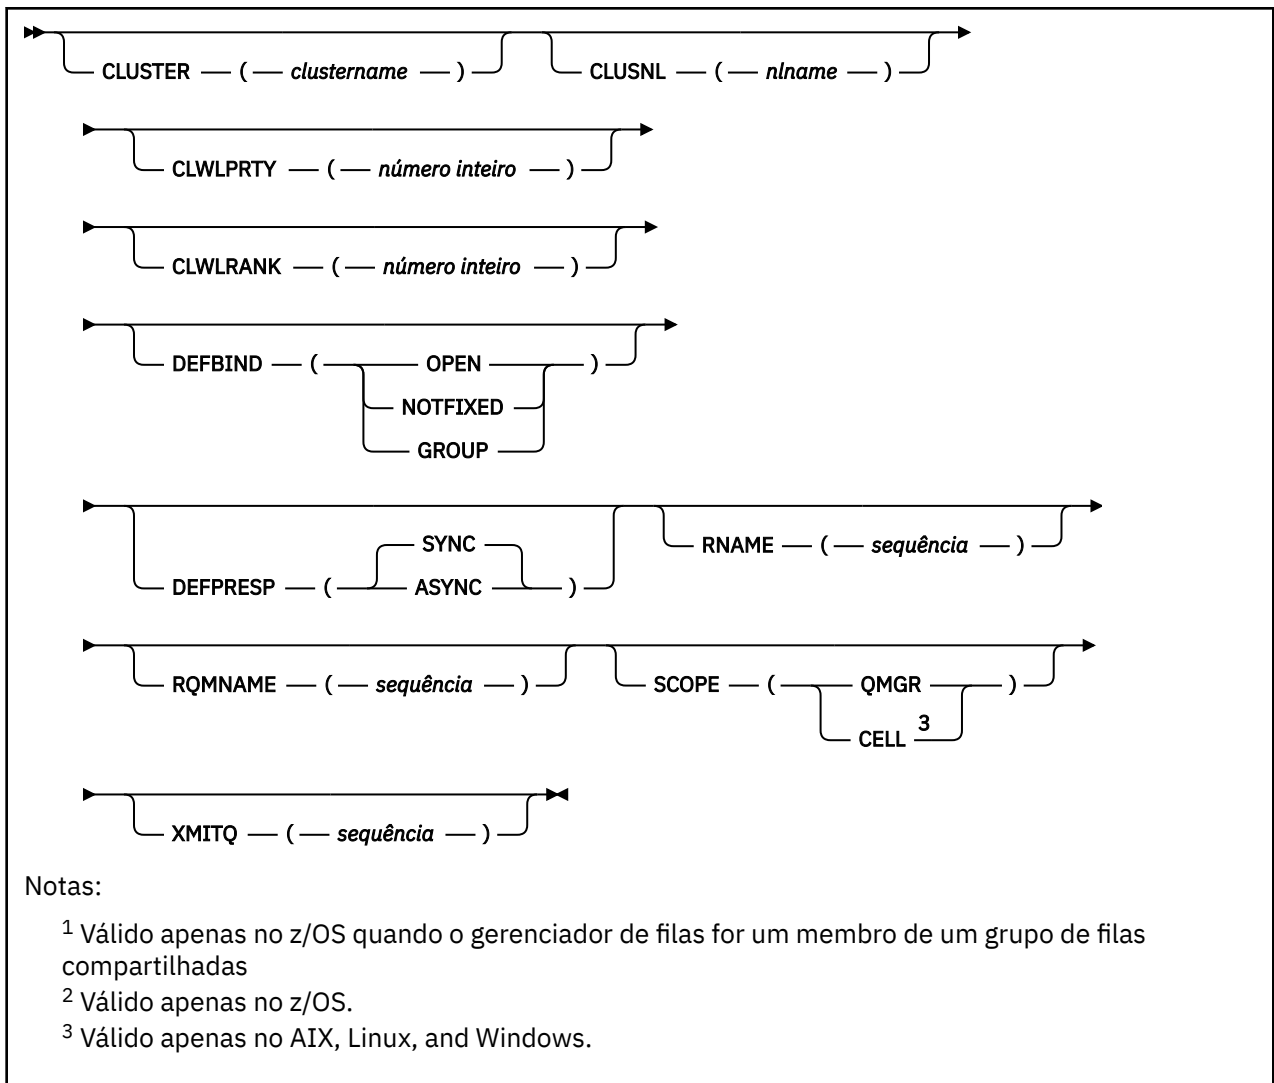 CLUSTER ( clustername ) CLUSNL ( nlname )
CLWLPRTY ( número inteiro )
CLWLRANK ( número inteiro )
DEFBIND ( OPEN )
NOTFIXED
GROUP
SYNC
DEFPRESP ( ASYNC )
RNAME ( sequência )
RQMNAME ( sequência ) SCOPE ( QMGR )
CELL 3
XMITQ ( sequência )
Notas:
1 Válido apenas no z/OS quando o gerenciador de filas for um membro de um grupo de filas
compartilhadas
2 Válido apenas no z/OS.
3 Válido apenas no AIX, Linux, and Windows.